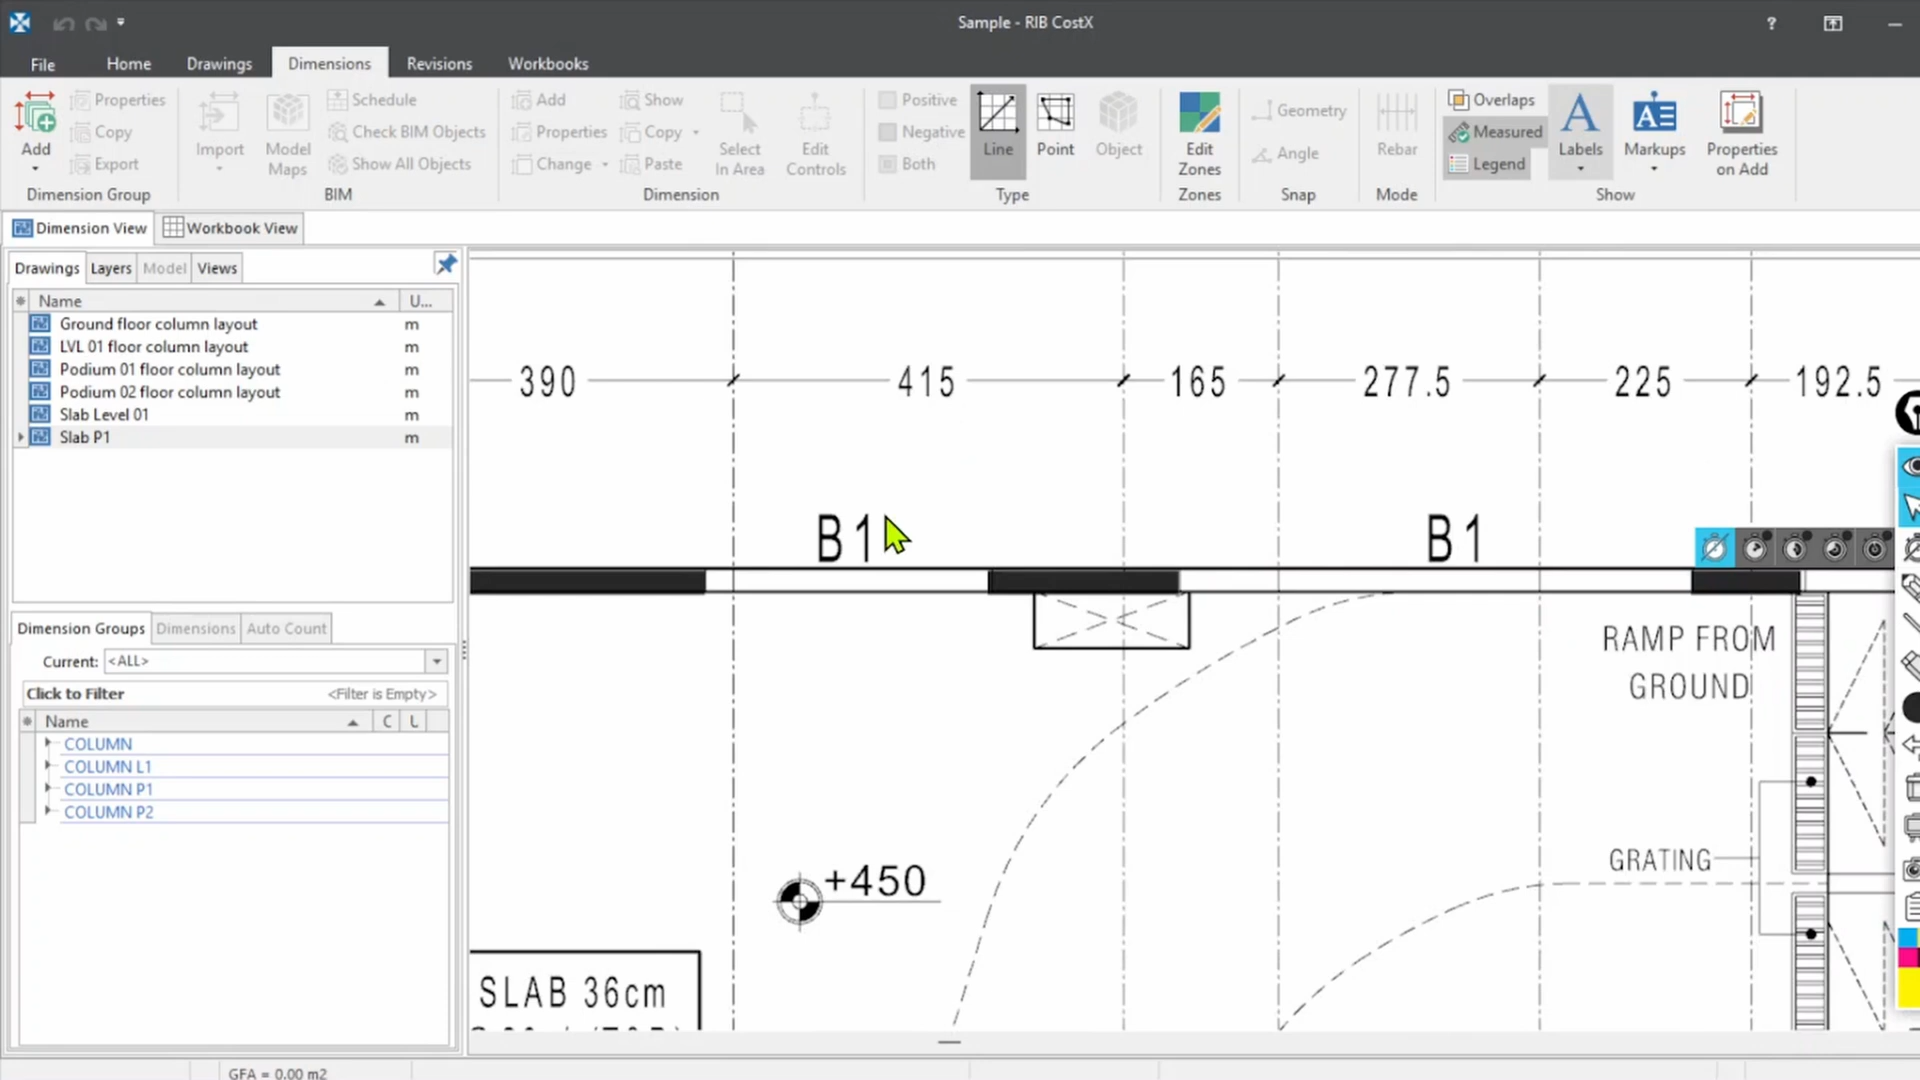 Sample - RIB CostX
?
File Home Drawings Dimensions Revisions Workbooks
Add
Properties
Copy
Export
Dimension Group
Import
Model Maps
Schedule
Check BIM Objects
Show All Objects
BIM
Add
Properties
Change
Show
Copy
Paste
Select In Area
Edit Controls
Dimension
Positive
Negative
Both
Line
Point
Object
Type
Edit Zones
Zones
Geometry
Angle
Snap
Rebar
Mode
Overlaps
Measured
Legend
Labels
Markups
Properties on Add
Show
Dimension View Workbook View
Drawings Layers Model Views
Name U...
Ground floor column layout m
LVL 01 floor column layout m
Podium 01 floor column layout m
Podium 02 floor column layout m
Slab Level 01 m
Slab P1 m
Dimension Groups Dimensions Auto Count
Current: <ALL>
Click to Filter <Filter is Empty>
Name C L
COLUMN
COLUMN L1
COLUMN P1
COLUMN P2
390 415 165 277.5 225 192.5
B1 B1
RAMP FROM
GROUND
GRATING
+450
SLAB 36cm
GFA = 0.00 m2